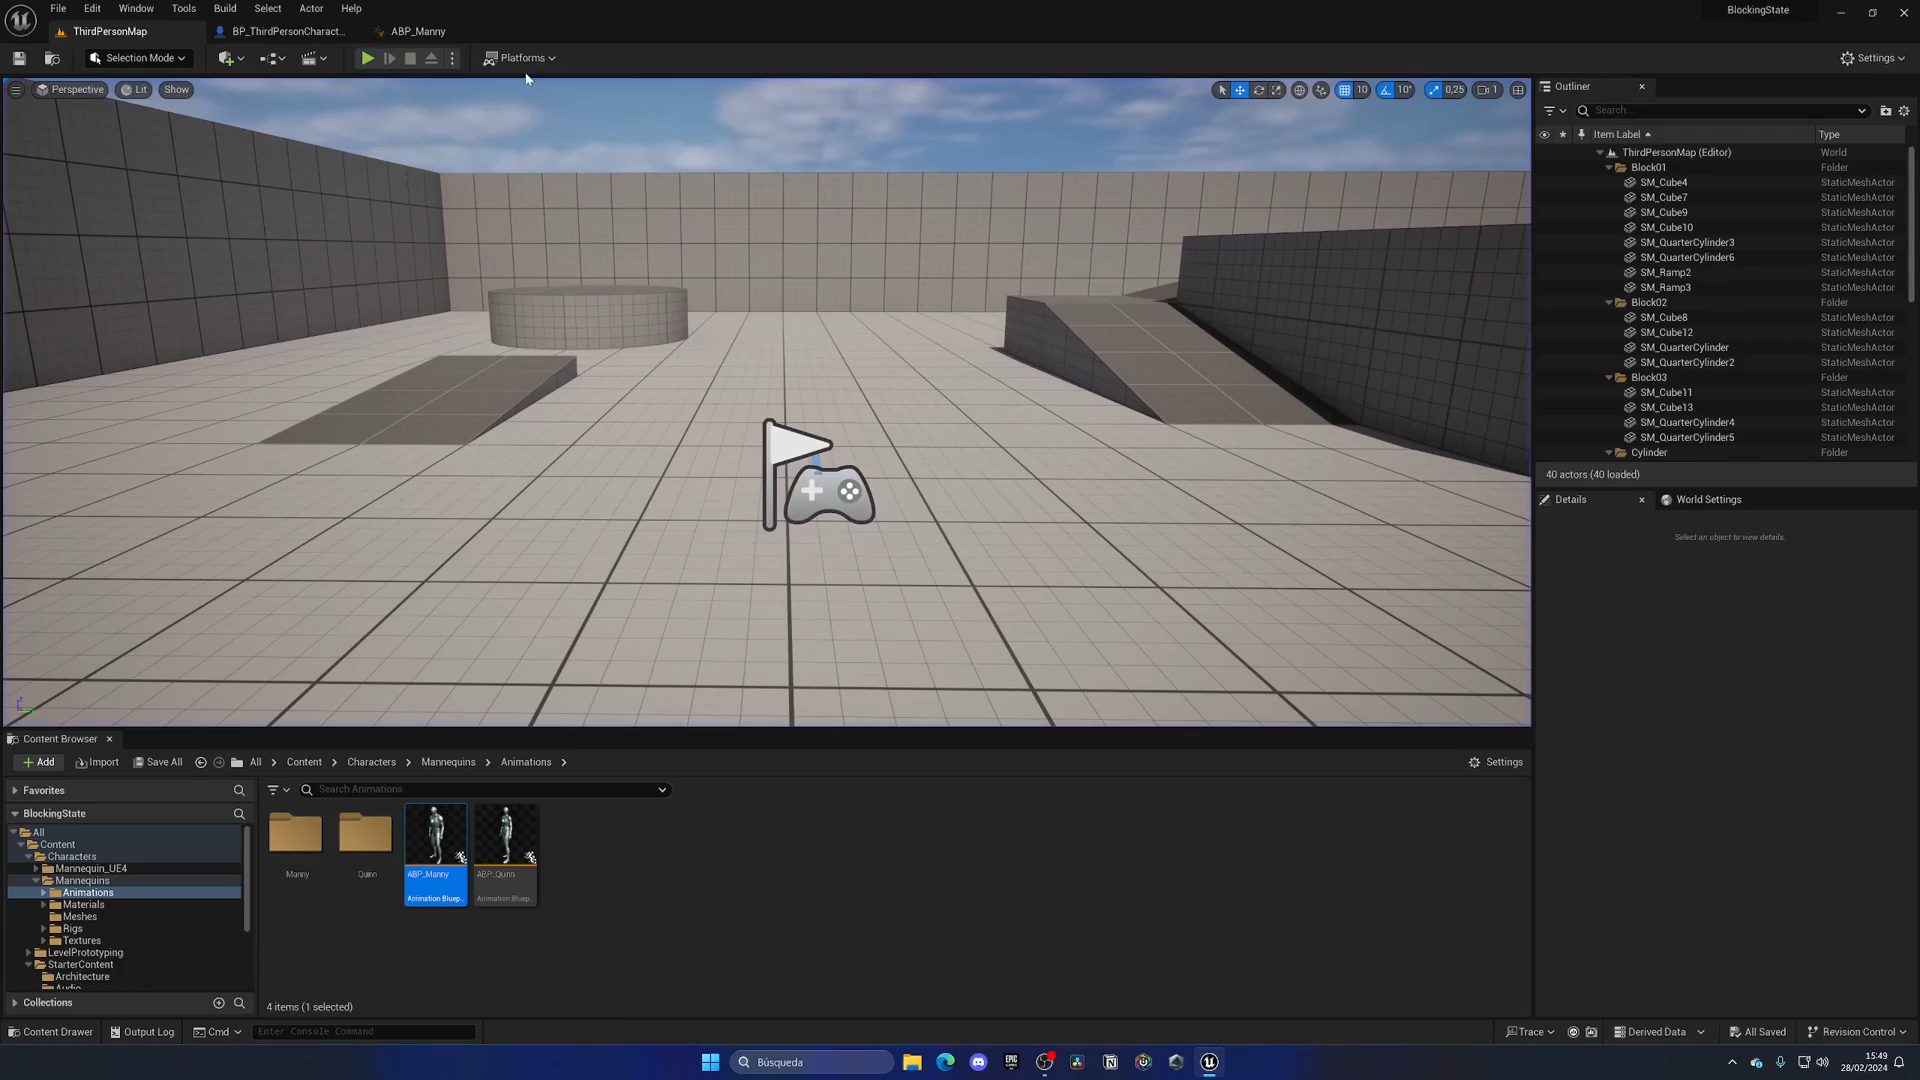 File Edit Window Tools Build Select Actor Help
BlockingState
ThirdPersonMap
BP_ThirdPersonCharact...
ABP_Manny
Selection Mode
Platforms
Settings
Perspective
Lit
Show
10
10°
0,25
1
Outliner
Search...
Item Label
Type
ThirdPersonMap (Editor) World
Block01 Folder
SM_Cube4 StaticMeshActor
SM_Cube7 StaticMeshActor
SM_Cube9 StaticMeshActor
SM_Cube10 StaticMeshActor
SM_QuarterCylinder3 StaticMeshActor
SM_QuarterCylinder6 StaticMeshActor
SM_Ramp2 StaticMeshActor
SM_Ramp3 StaticMeshActor
Block02 Folder
SM_Cube8 StaticMeshActor
SM_Cube12 StaticMeshActor
SM_QuarterCylinder StaticMeshActor
SM_QuarterCylinder2 StaticMeshActor
Block03 Folder
SM_Cube11 StaticMeshActor
SM_Cube13 StaticMeshActor
SM_QuarterCylinder4 StaticMeshActor
SM_QuarterCylinder5 StaticMeshActor
Cylinder Folder
40 actors (40 loaded)
Details
World Settings
Select an object to view details.
Content Browser
Add
Import
Save All
All > Content > Characters > Mannequins > Animations >
Settings
Favorites
BlockingState
All
Content
Characters
Mannequin_UE4
Mannequins
Animations
Materials
Meshes
Rigs
Textures
LevelPrototyping
StarterContent
Architecture
Audio
Collections
Search Animations
Manny
Quinn
ABP_Manny
Animation Bluep...
ABP_Quinn
Animation Bluep...
4 items (1 selected)
Content Drawer
Output Log
Cmd
Enter Console Command
Trace
Derived Data
All Saved
Revision Control
Búsqueda
EPIC
GAMES
15:49
28/02/2024